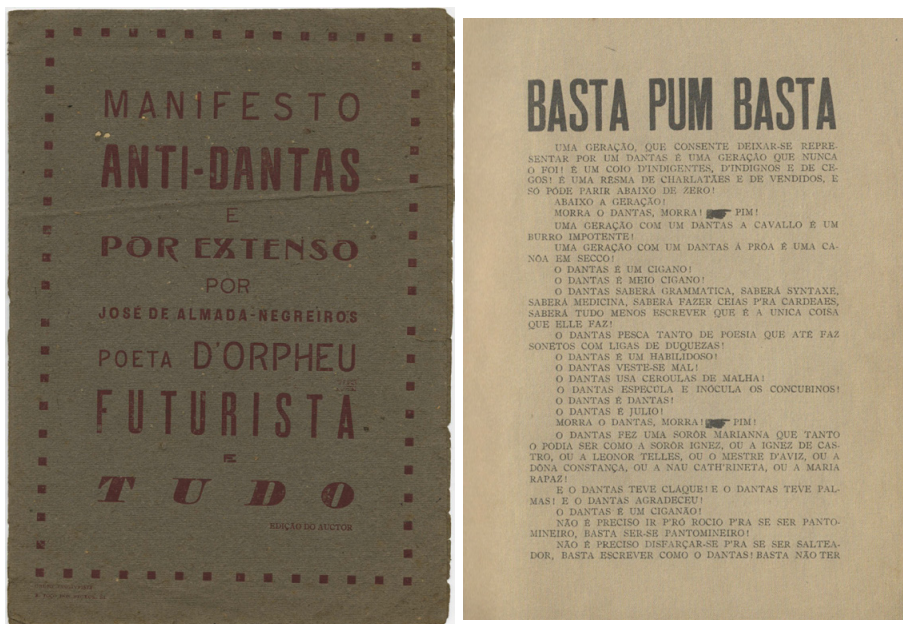 MANIFESTO
ANTI-DANTAS
E
POR EXTENSO
POR
JOSÉ DE ALMADA-NEGREIROS
POETA D'ORPHEU
E
FUTURISTA
E
TUDO
EDIÇÃO DO AUCTOR
BASTA PUM BASTA
UMA GERAÇÃO, QUE CONSENTE DEIXAR-SE REPRE-
SENTAR POR UM DANTAS É UMA GERAÇÃO QUE NUNCA
O FOI! É UM COIO D'INDIGENTES, D'INDIGNOS E DE CE-
GOS! É UMA RÊSMA DE CHARLATÃES E DE VENDIDOS, E
SÓ PÓDE PARIR ABAIXO DE ZERO!
ABAIXO A GERAÇÃO!
MORRA O DANTAS, MORRA! PIM!
UMA GERAÇÃO COM UM DANTAS A CAVALLO É UM
BURRO IMPOTENTE!
UMA GERAÇÃO COM UM DANTAS Á PRÔA É UMA CA-
NÔA EM SECCO!
O DANTAS É UM CIGANO!
O DANTAS É MEIO CIGANO!
O DANTAS SABERÁ GRAMMATICA, SABERÁ SYNTAXE,
SABERÁ MEDICINA, SABERÁ FAZER CEIAS P'RA CARDEAES,
SABERÁ TUDO MENOS ESCREVER QUE É A UNICA COISA
QUE ELLE FAZ!
O DANTAS PESCA TANTO DE POESIA QUE ATÉ FAZ
SONETOS COM LIGAS DE DUQUEZAS!
O DANTAS É UM HABILIDOSO!
O DANTAS VESTE-SE MAL!
O DANTAS USA CEROULAS DE MALHA!
O DANTAS ESPECÚLA E INÓCULA OS CONCUBINOS!
O DANTAS É DANTAS!
O DANTAS É JULIO!
MORRA O DANTAS, MORRA! PIM!
O DANTAS FEZ UMA SORÔR MARIANNA QUE TANTO
O PODIA SER COMO A SORÔR IGNEZ, OU A IGNEZ DE CAS-
TRO, OU A LEONOR TELLES, OU O MESTRE D'AVIZ, OU A
DÔNA CONSTANÇA, OU A NAU CATH'RINETA, OU A MARIA
RAPAZ!
E O DANTAS TEVE CLÁQUE! E O DANTAS TEVE PAL-
MAS! E O DANTAS AGRADECEU!
O DANTAS É UM CIGANÃO!
NÃO É PRECISO IR P'RÓ ROCIO P'RA SE SER PANTO-
MINEIRO, BASTA SER-SE PANTOMINEIRO!
NÃO É PRECISO DISFARÇAR-SE P'RA SE SER SALTEA-
DOR, BASTA ESCREVER COMO O DANTAS! BASTA NÃO TER